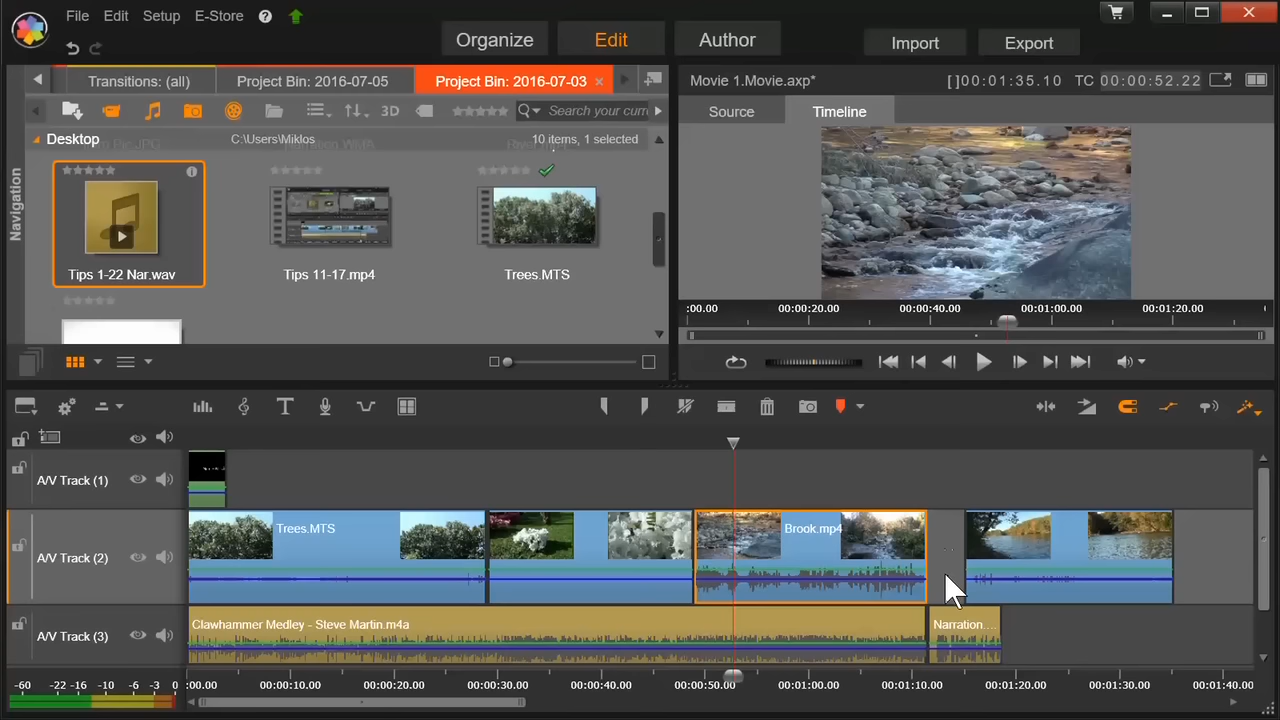 File Edit Setup E-Store
Organize Edit Author Import Export
Transitions: (all) Project Bin: 2016-07-05 Project Bin: 2016-07-03 ×
Movie 1.Movie.axp* []00:01:35.10 TC 00:00:52.22
3D Search your curr
Source Timeline
Desktop C:\Users\Miklos 10 items, 1 selected
Navigation
Tips 1-22 Nar.wav Tips 11-17.mp4 Trees.MTS
:00.00 00:00:20.00 00:00:40.00 00:01:00.00 00:01:20.00
A/V Track (1)
Trees.MTS Brook.mp4
A/V Track (2)
Clawhammer Medley - Steve Martin.m4a Narration....
A/V Track (3)
-60 -22 -16 -10 -6 -3 0 :00.00 00:00:10.00 00:00:20.00 00:00:30.00 00:00:40.00 00:00:50.00 00:01:00.00 00:01:10.00 00:01:20.00 00:01:30.00 00:01:40.00